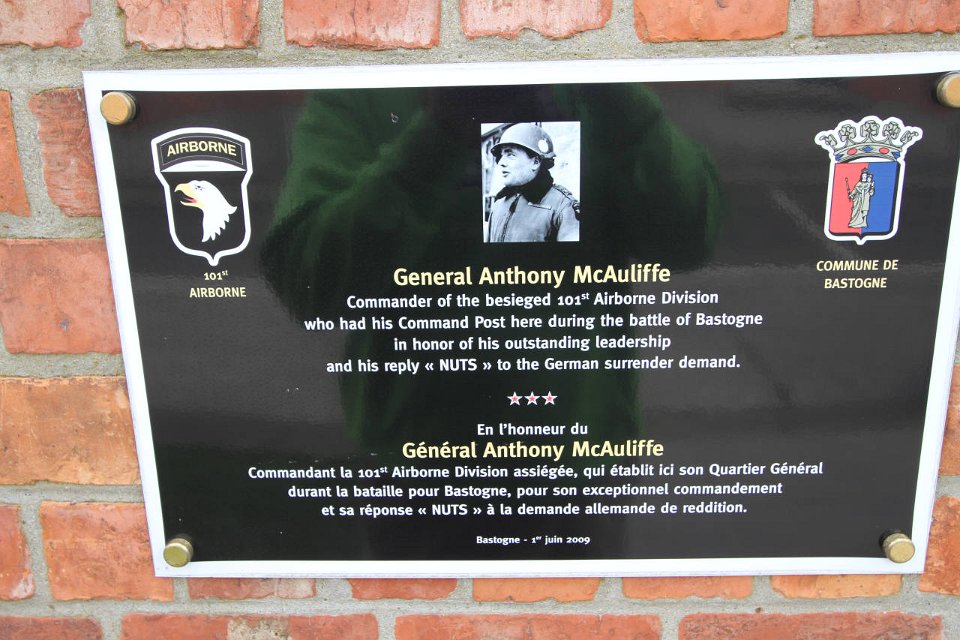 AIRBORNE
101st
AIRBORNE
COMMUNE DE
BASTOGNE
General Anthony McAuliffe
Commander of the besieged 101st Airborne Division
who had his Command Post here during the battle of Bastogne
in honor of his outstanding leadership
and his reply « NUTS » to the German surrender demand.
En l'honneur du
Général Anthony McAuliffe
Commandant la 101st Airborne Division assiégée, qui établit ici son Quartier Général
durant la bataille pour Bastogne, pour son exceptionnel commandement
et sa réponse « NUTS » à la demande allemande de reddition.
Bastogne - 1er juin 2009